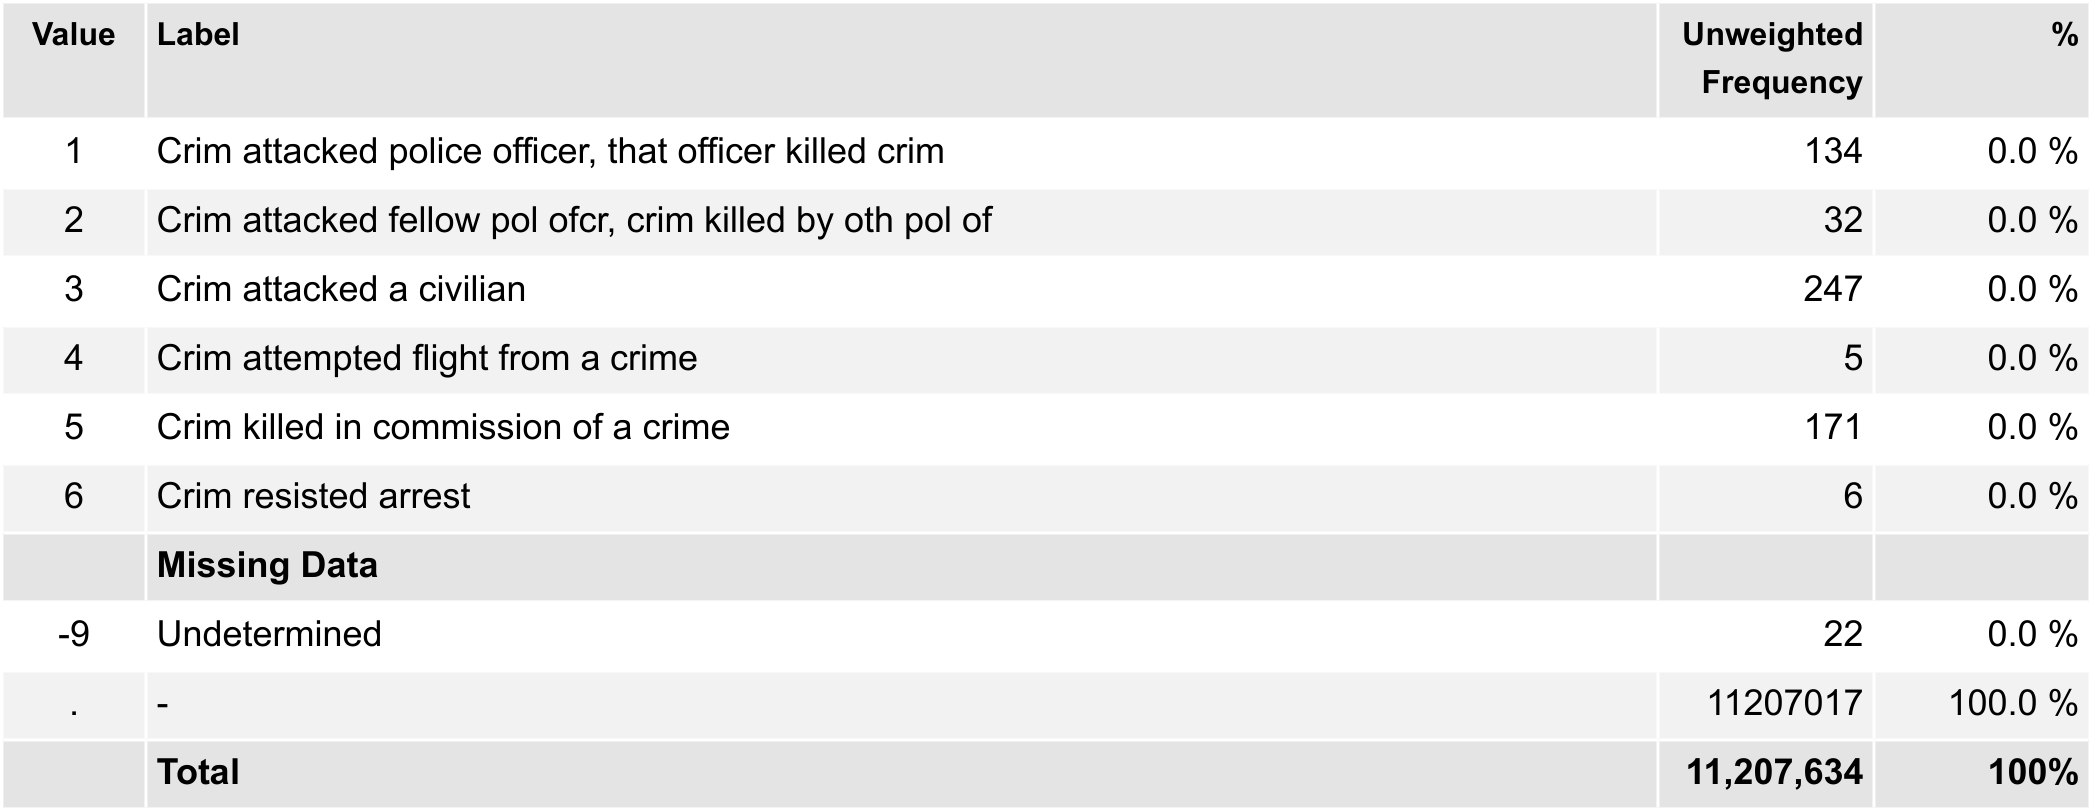 Value Label Unweighted Frequency %
1 Crim attacked police officer, that officer killed crim 134 0.0 %
2 Crim attacked fellow pol ofcr, crim killed by oth pol of 32 0.0 %
3 Crim attacked a civilian 247 0.0 %
4 Crim attempted flight from a crime 5 0.0 %
5 Crim killed in commission of a crime 171 0.0 %
6 Crim resisted arrest 6 0.0 %
Missing Data
-9 Undetermined 22 0.0 %
. - 11207017 100.0 %
Total 11,207,634 100%